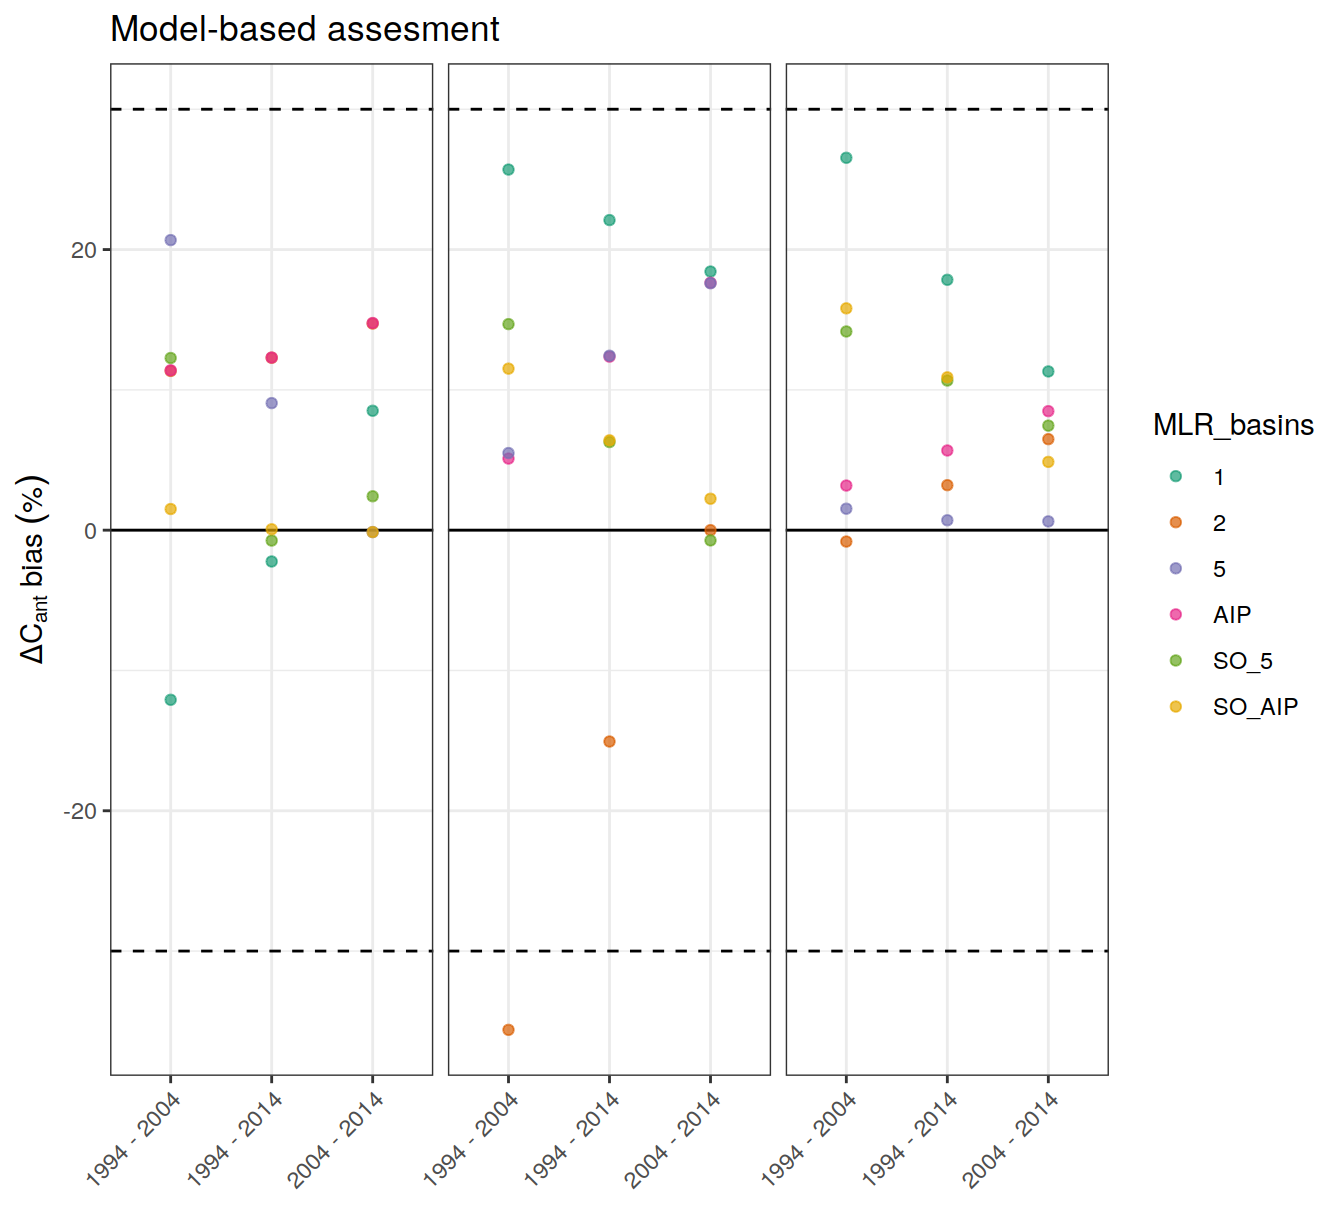 Model-based assesment
20
0
-20
ΔCant bias (%)
1994 - 2004
1994 - 2014
2004 - 2014
1994 - 2004
1994 - 2014
2004 - 2014
1994 - 2004
1994 - 2014
2004 - 2014
MLR_basins
1
2
5
AIP
SO_5
SO_AIP